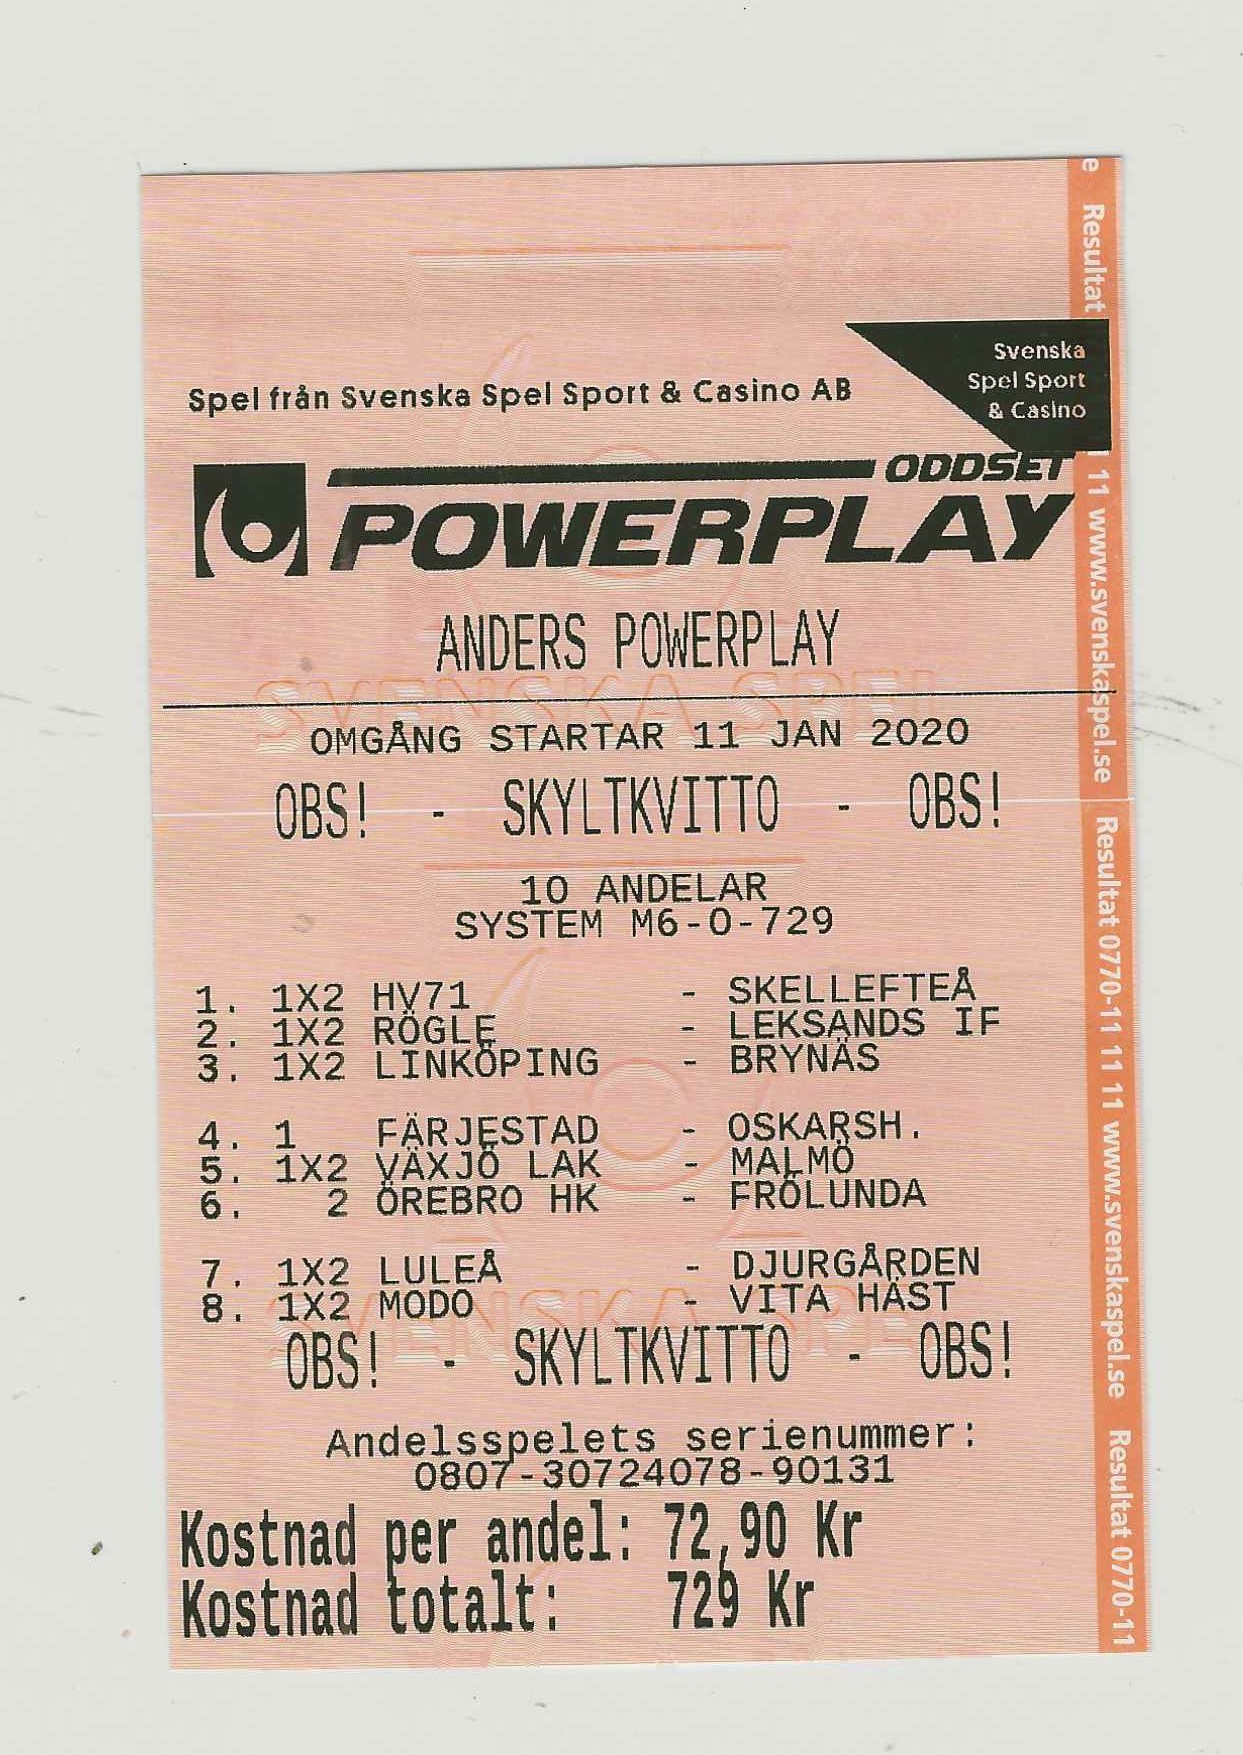 Svenska
Spel Sport
& Casino
Spel från Svenska Spel Sport & Casino AB
ODDSET
POWERPLAY
ANDERS POWERPLAY
SVENSKA SPEL
OMGÅNG STARTAR 11 JAN 2020
OBS! - SKYLTKVITTO - OBS!
10 ANDELAR
SYSTEM M6-0-729
1. 1X2 HV71 - SKELLEFTEÅ
2. 1X2 RÖGLE - LEKSANDS IF
3. 1X2 LINKÖPING - BRYNÄS
4. 1 FÄRJESTAD - OSKARSH.
5. 1X2 VÄXJÖ LAK - MALMÖ
6. 2 ÖREBRO HK - FRÖLUNDA
7. 1X2 LULEÅ - DJURGÅRDEN
8. 1X2 MODO - VITA HÄST
SVENSKA SPEL
OBS! - SKYLTKVITTO - OBS!
Andelsspelets serienummer:
0807-30724078-90131
Kostnad per andel: 72,90 Kr
Kostnad totalt: 729 Kr
e Resultat 11 www.svenskaspel.se Resultat 0770-11 11 11 www.svenskaspel.se Resultat 0770-11